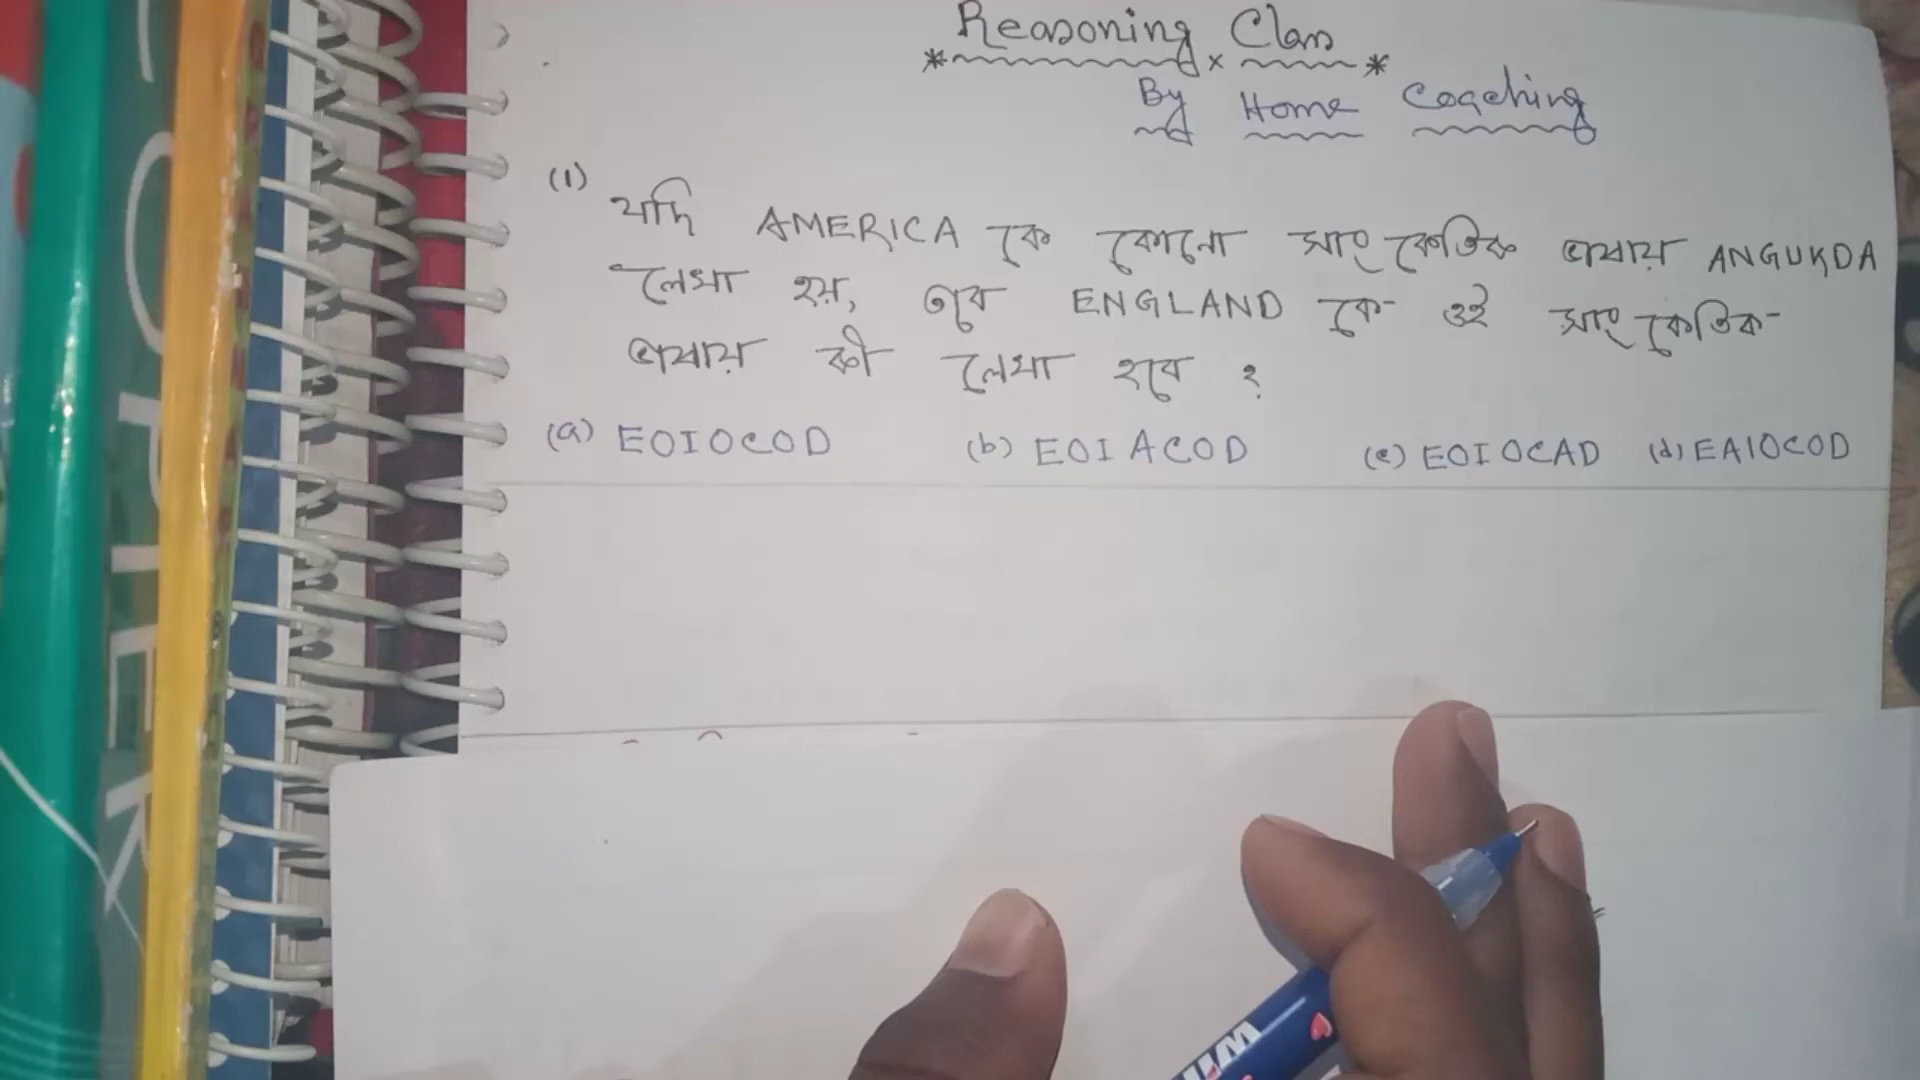 Reasoning Class
By Home Coaching
(1) যদি AMERICA কে কোনো সাংকেতিক ভাষায় ANGUKDA
লেখা হয়, তবে ENGLAND কে ওই সাংকেতিক-
ভাষায় কী লেখা হবে ?
(a) EOIOCOD (b) EOIACOD (c) EOIOCAD (d) EAIOCOD